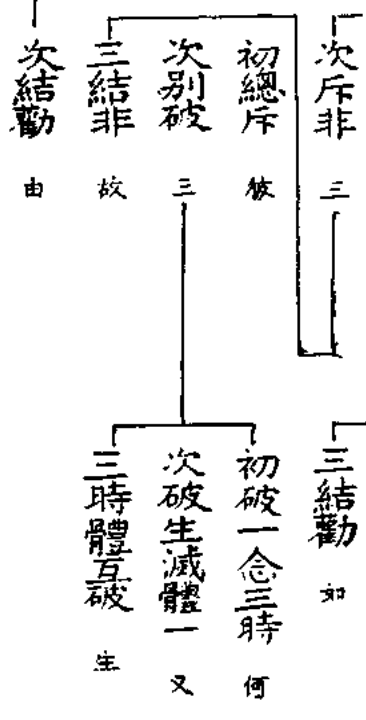 次斥非 三
初總斥 彼
次別破 三
三結非 故
次結勸 由
三結勸 如
初破一念三時 何
次破生滅體一 又
三時體互破 生